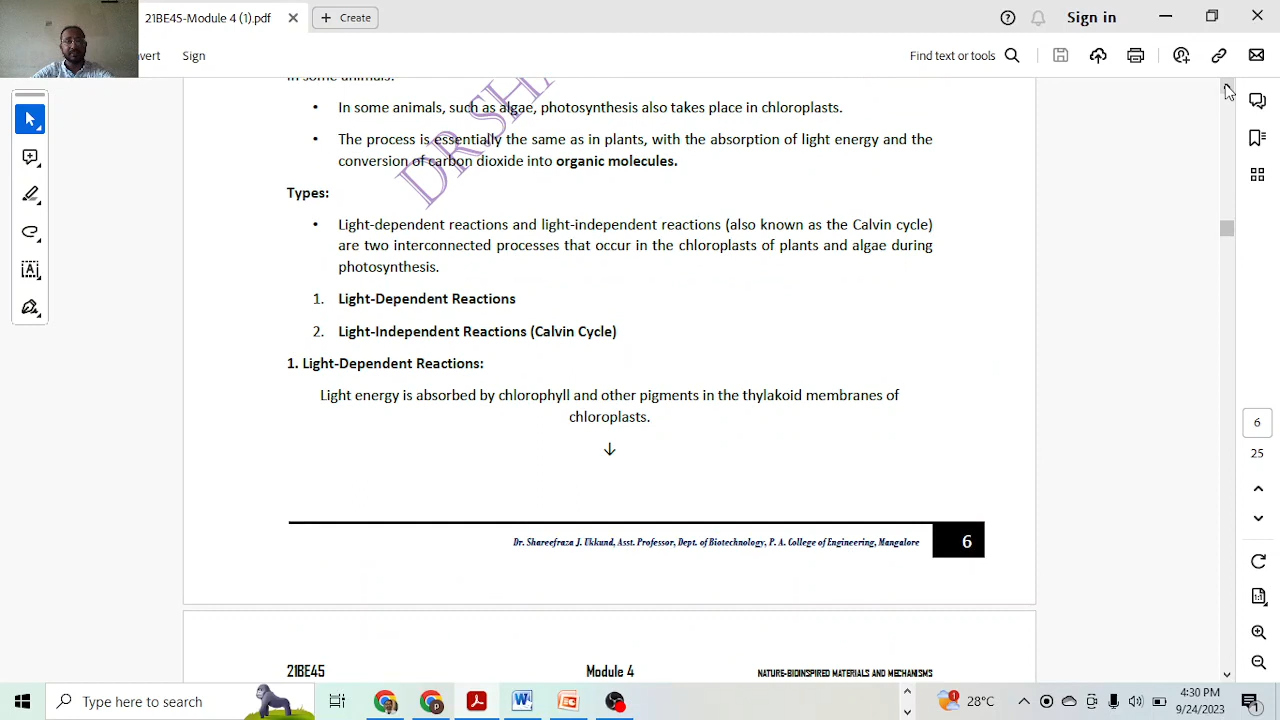 21BE45-Module 4 (1).pdf
Create
Sign in
vert
Sign
Find text or tools
in some animals.
• In some animals, such as algae, photosynthesis also takes place in chloroplasts.
• The process is essentially the same as in plants, with the absorption of light energy and the
conversion of carbon dioxide into organic molecules.
Types:
• Light-dependent reactions and light-independent reactions (also known as the Calvin cycle)
are two interconnected processes that occur in the chloroplasts of plants and algae during
photosynthesis.
1. Light-Dependent Reactions
2. Light-Independent Reactions (Calvin Cycle)
1. Light-Dependent Reactions:
Light energy is absorbed by chlorophyll and other pigments in the thylakoid membranes of
chloroplasts.
↓
DR.SHA
Dr. Shareefraza J. Ukkund, Asst. Professor, Dept. of Biotechnology, P. A. College of Engineering, Mangalore
6
21BE45 Module 4 NATURE-BIOINSPIRED MATERIALS AND MECHANISMS
6
25
Type here to search
28°C
4:30 PM
9/24/2023